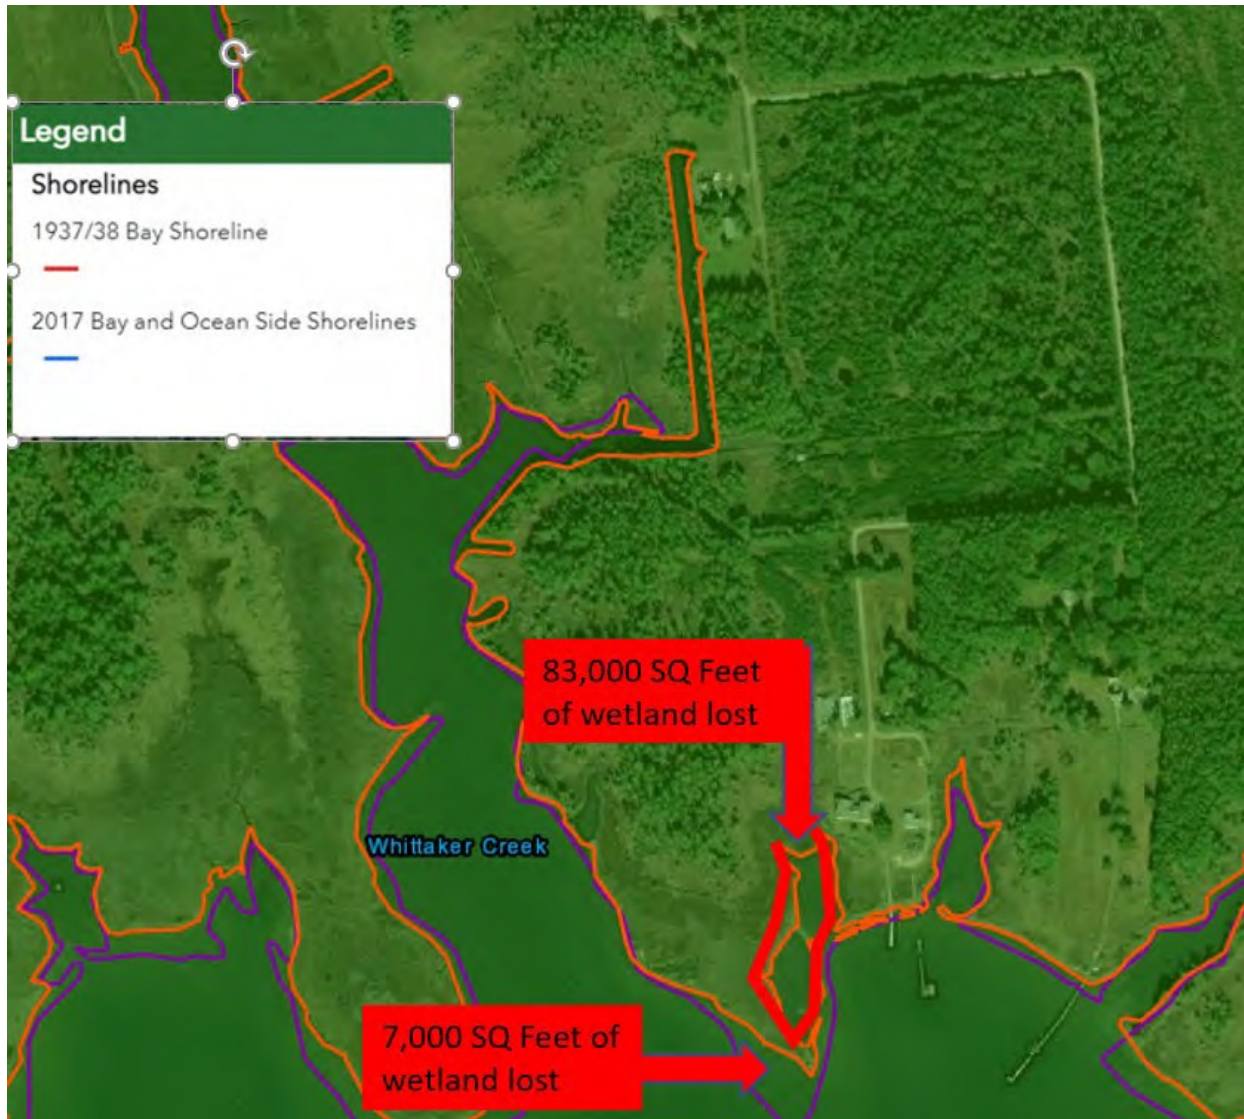 Legend
Shorelines
1937/38 Bay Shoreline
2017 Bay and Ocean Side Shorelines
83,000 SQ Feet
of wetland lost
Whittaker Creek
7,000 SQ Feet of
wetland lost